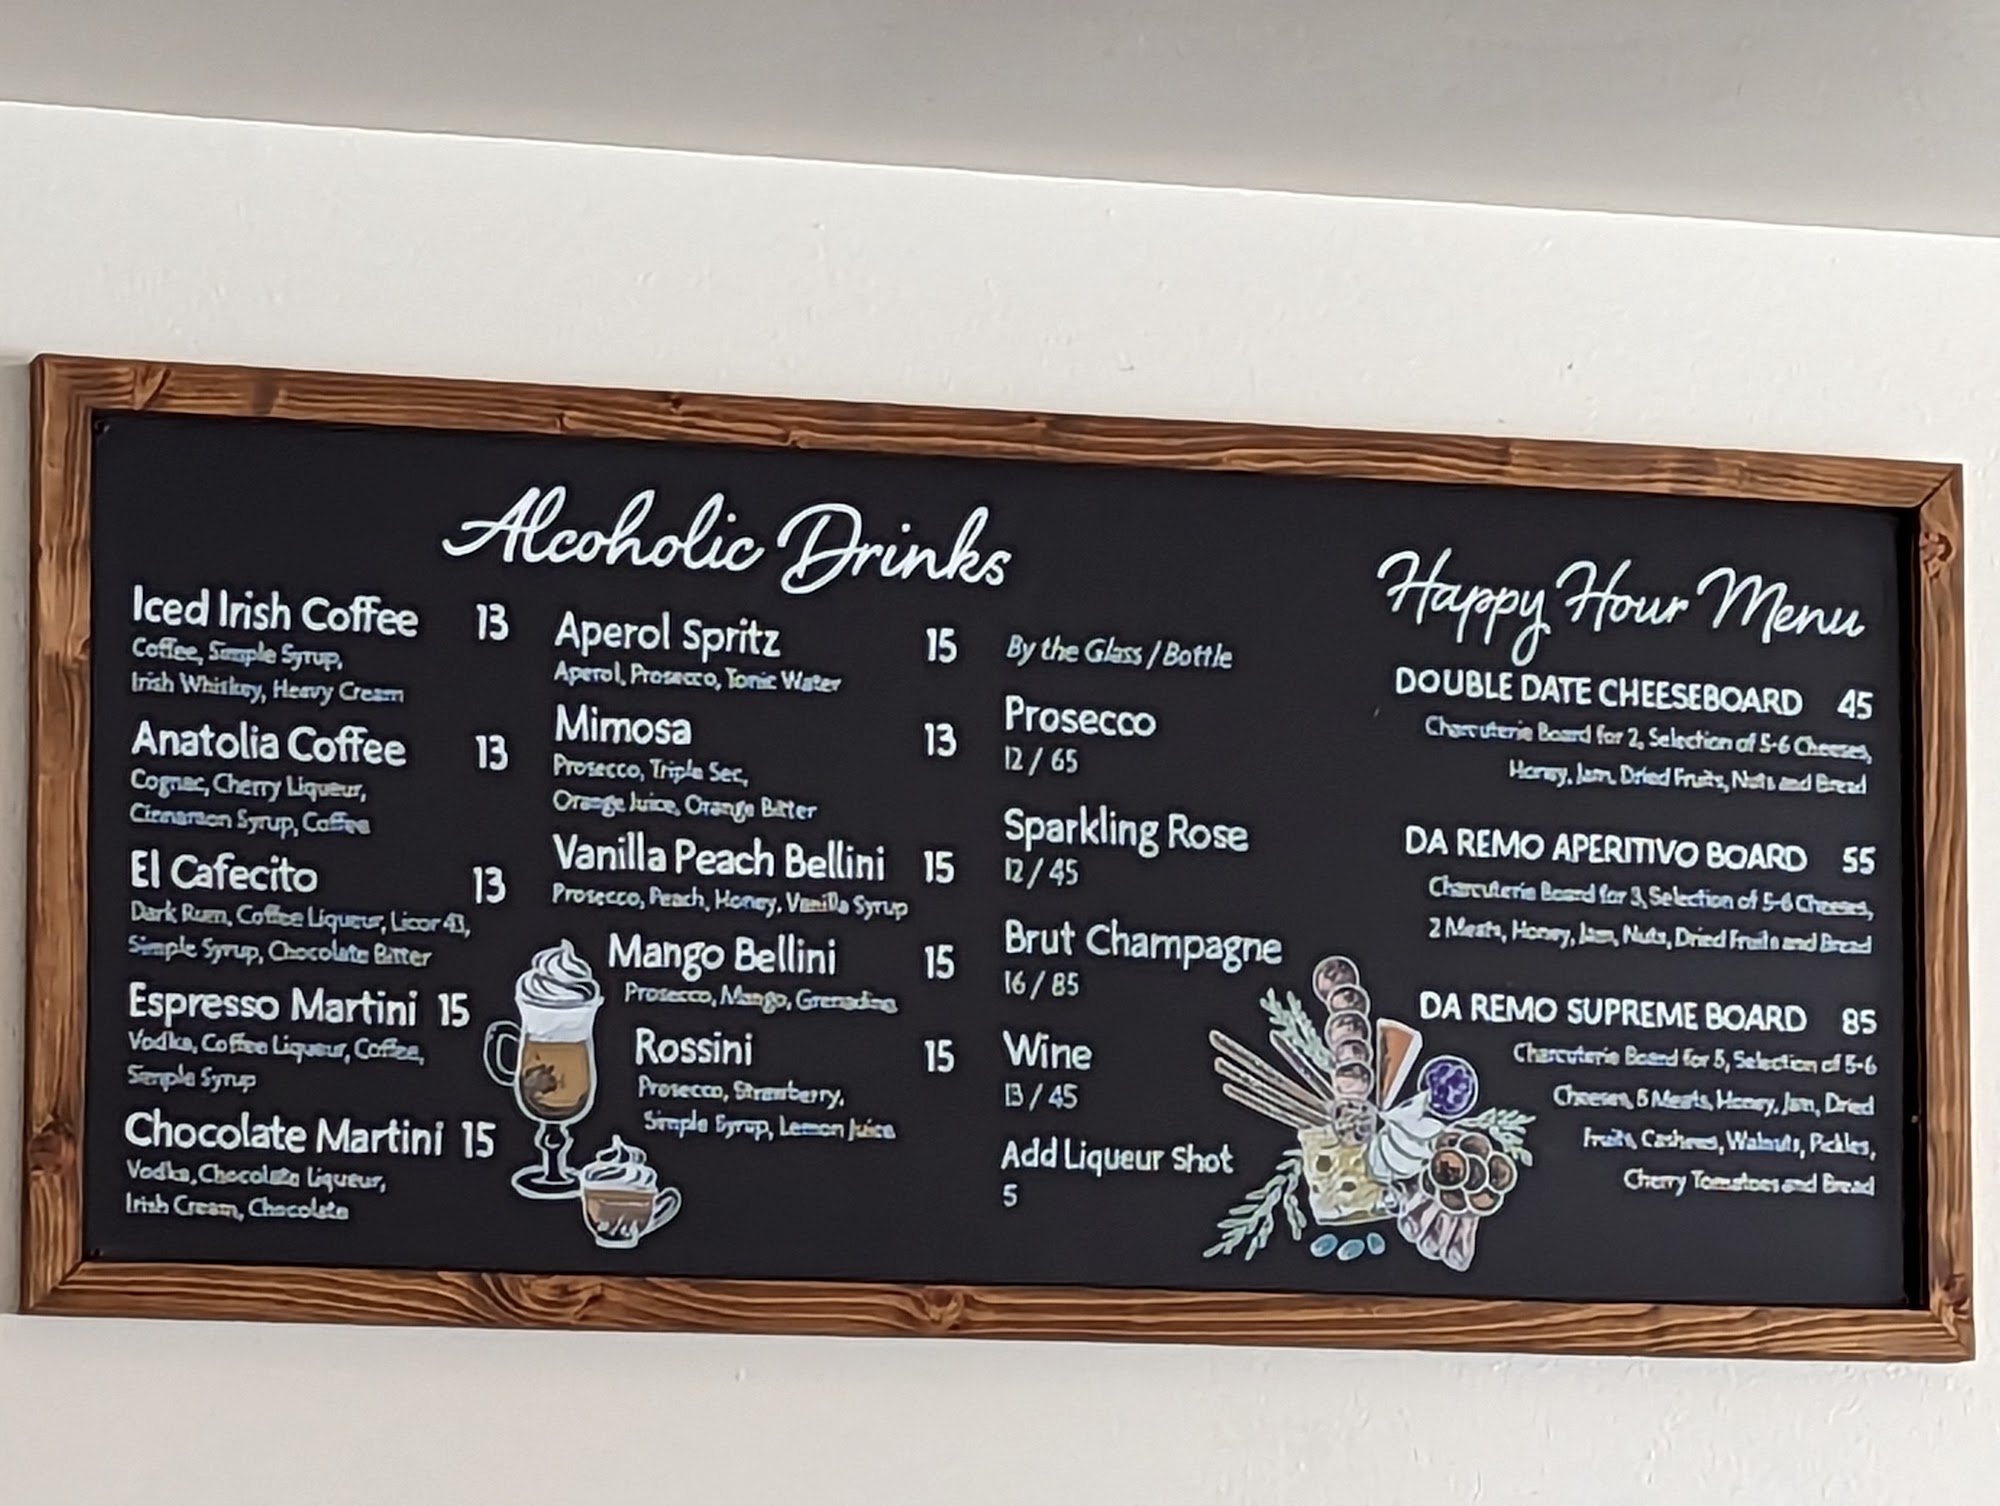 Alcoholic Drinks
Iced Irish Coffee 13
Coffee, Simple Syrup,
Irish Whiskey, Heavy Cream
Anatolia Coffee 13
Cognac, Cherry Liqueur,
Cinnamon Syrup, Coffee
El Cafecito 13
Dark Rum, Coffee Liqueur, Licor 43,
Simple Syrup, Chocolate Bitter
Espresso Martini 15
Vodka, Coffee Liqueur, Coffee,
Simple Syrup
Chocolate Martini 15
Vodka, Chocolate Liqueur,
Irish Cream, Chocolate
Aperol Spritz 15
Aperol, Prosecco, Tonic Water
Mimosa 13
Prosecco, Triple Sec,
Orange Juice, Orange Bitter
Vanilla Peach Bellini 15
Prosecco, Peach, Honey, Vanilla Syrup
Mango Bellini 15
Prosecco, Mango, Grenadine
Rossini 15
Prosecco, Strawberry,
Simple Syrup, Lemon Juice
By the Glass / Bottle
Prosecco
12 / 65
Sparkling Rose
12 / 45
Brut Champagne
16 / 85
Wine
13 / 45
Add Liqueur Shot
5
Happy Hour Menu
DOUBLE DATE CHEESEBOARD 45
Charcuterie Board for 2, Selection of 5-6 Cheeses,
Honey, Jam, Dried Fruits, Nuts and Bread
DA REMO APERITIVO BOARD 55
Charcuterie Board for 3, Selection of 5-6 Cheeses,
2 Meats, Honey, Jam, Nuts, Dried Fruits and Bread
DA REMO SUPREME BOARD 85
Charcuterie Board for 5, Selection of 5-6
Cheeses, 5 Meats, Honey, Jam, Dried
Fruits, Cashews, Walnuts, Pickles,
Cherry Tomatoes and Bread